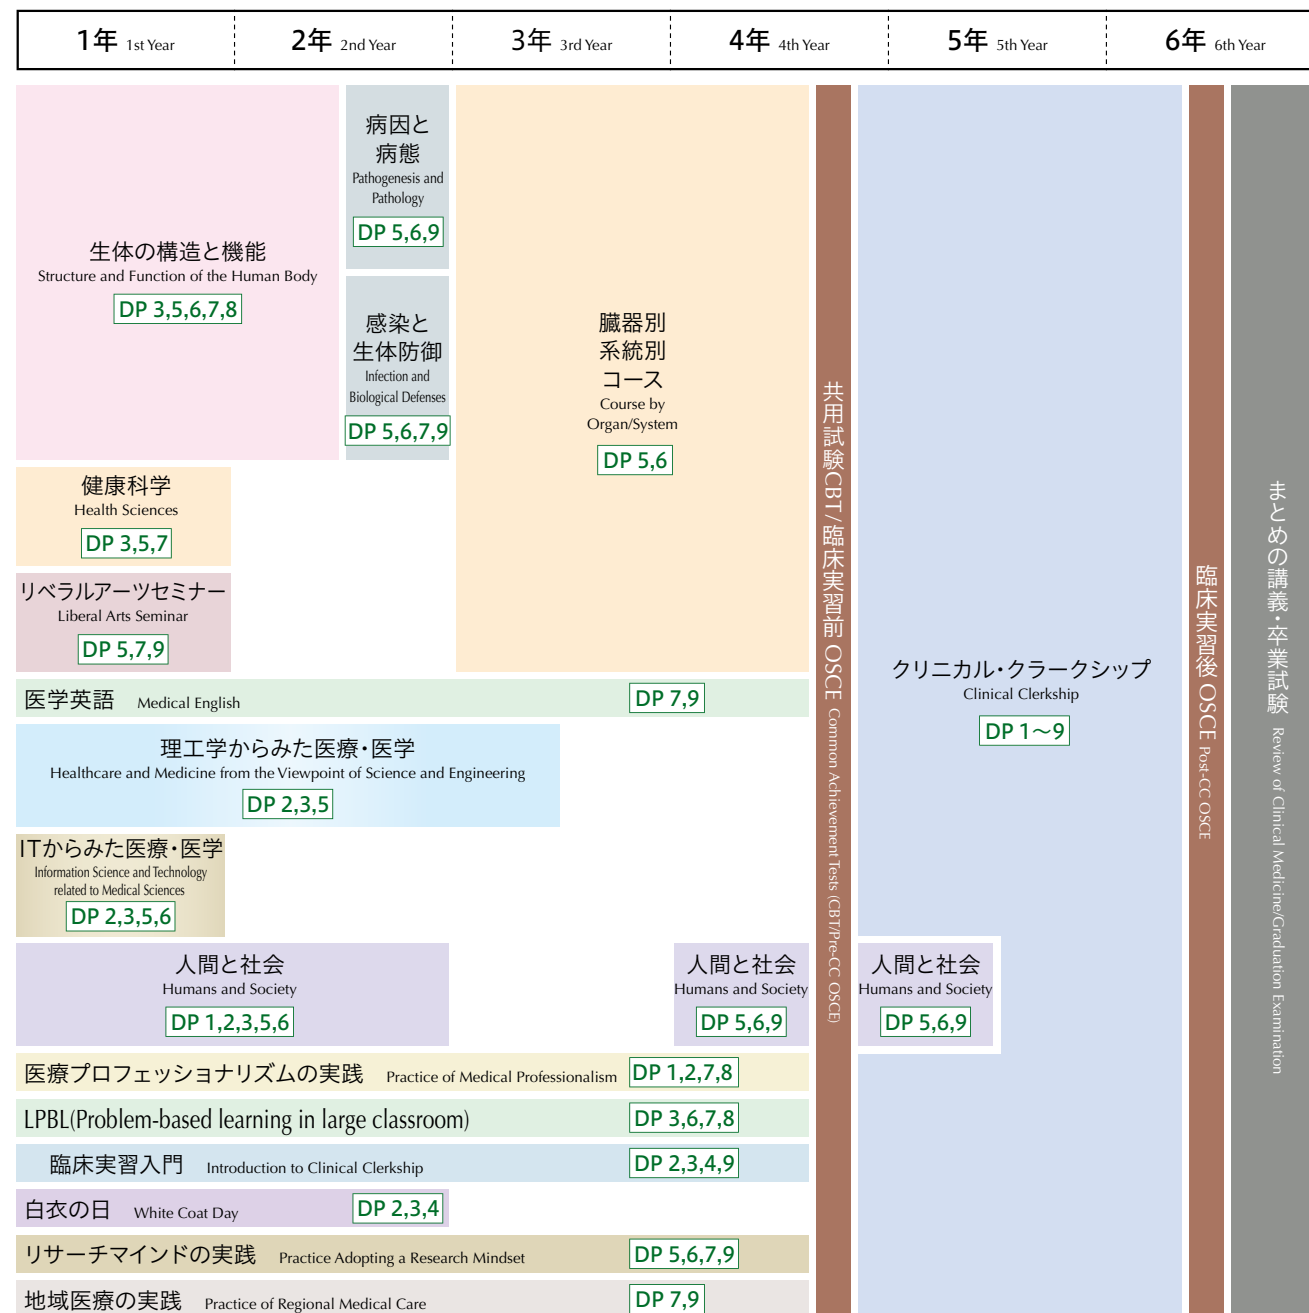 1年 1st Year
2年 2nd Year
3年 3rd Year
4年 4th Year
5年 5th Year
6年 6th Year
生体の構造と機能
Structure and Function of the Human Body
DP 3,5,6,7,8
病因と
病態
Pathogenesis and
Pathology
DP 5,6,9
感染と
生体防御
Infection and
Biological Defenses
DP 5,6,7,9
臓器別
系統別
コース
Course by
Organ/System
DP 5,6
健康科学
Health Sciences
DP 3,5,7
リベラルアーツセミナー
Liberal Arts Seminar
DP 5,7,9
医学英語 Medical English DP 7,9
理工学からみた医療・医学
Healthcare and Medicine from the Viewpoint of Science and Engineering
DP 2,3,5
ITからみた医療・医学
Information Science and Technology
related to Medical Sciences
DP 2,3,5,6
人間と社会
Humans and Society
DP 1,2,3,5,6
人間と社会
Humans and Society
DP 5,6,9
人間と社会
Humans and Society
DP 5,6,9
医療プロフェッショナリズムの実践 Practice of Medical Professionalism DP 1,2,7,8
LPBL(Problem-based learning in large classroom) DP 3,6,7,8
臨床実習入門 Introduction to Clinical Clerkship DP 2,3,4,9
白衣の日 White Coat Day DP 2,3,4
リサーチマインドの実践 Practice Adopting a Research Mindset DP 5,6,7,9
地域医療の実践 Practice of Regional Medical Care DP 7,9
共用試験CBT/臨床実習前 OSCE Common Achievement Tests (CBT/Pre-CC OSCE)
クリニカル・クラークシップ
Clinical Clerkship
DP 1〜9
臨床実習後 OSCE Post-CC OSCE
まとめの講義・卒業試験 Review of Clinical Medicine/Graduation Examination